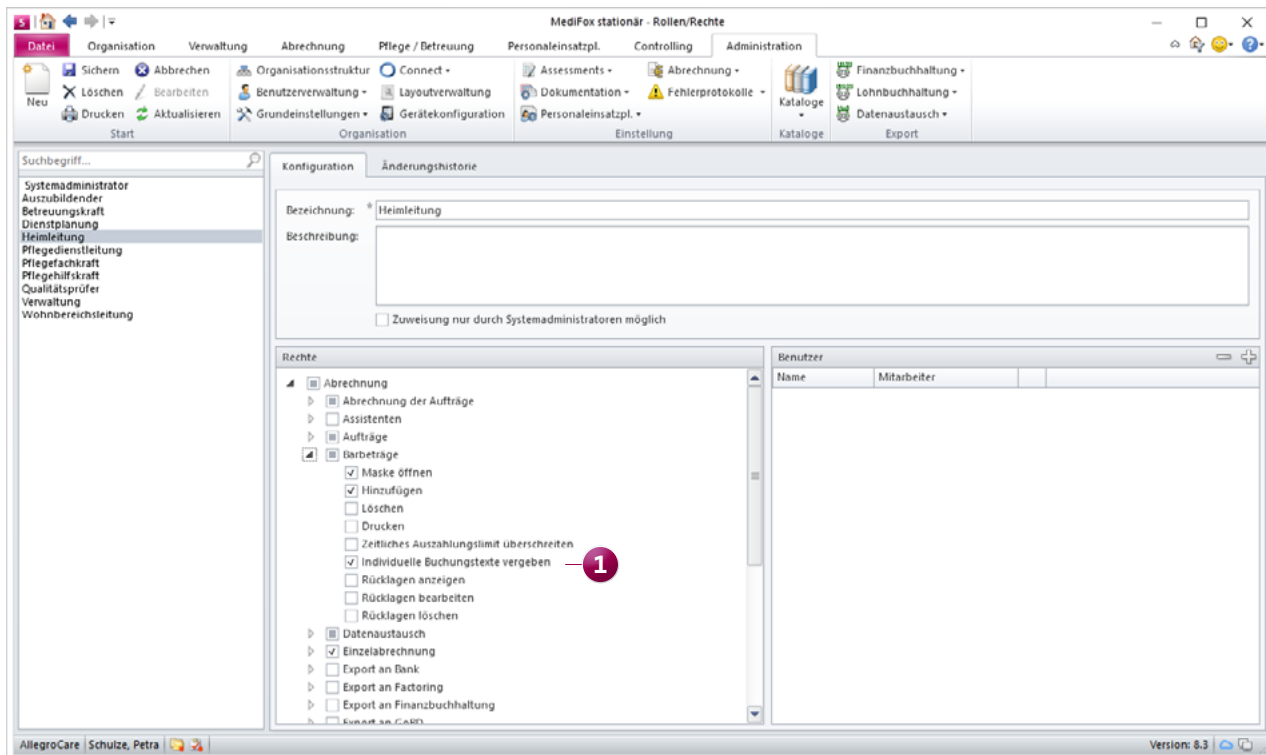 S
MediFox stationär - Rollen/Rechte
Datei Organisation Verwaltung Abrechnung Pflege / Betreuung Personaleinsatzpl. Controlling Administration
Neu
Sichern Abbrechen
Löschen Bearbeiten
Drucken Aktualisieren
Start
Organisationsstruktur Connect
Benutzerverwaltung Layoutverwaltung
Grundeinstellungen Gerätekonfiguration
Organisation
Assessments Abrechnung
Dokumentation Fehlerprotokolle
Personaleinsatzpl.
Einstellung
Kataloge
Kataloge
Finanzbuchhaltung
Lohnbuchhaltung
Datenaustausch
Export
Suchbegriff...
Systemadministrator
Auszubildender
Betreuungskraft
Dienstplanung
Heimleitung
Pflegedienstleitung
Pflegefachkraft
Pflegehilfskraft
Qualitätsprüfer
Verwaltung
Wohnbereichsleitung
Konfiguration Änderungshistorie
Bezeichnung: * Heimleitung
Beschreibung:
Zuweisung nur durch Systemadministratoren möglich
Rechte
Abrechnung
Abrechnung der Aufträge
Assistenten
Aufträge
Barbeträge
Maske öffnen
Hinzufügen
Löschen
Drucken
Zeitliches Auszahlungslimit überschreiten
Individuelle Buchungstexte vergeben
1
Rücklagen anzeigen
Rücklagen bearbeiten
Rücklagen löschen
Datenaustausch
Einzelabrechnung
Export an Bank
Export an Factoring
Export an Finanzbuchhaltung
Export an GoBD
Benutzer
Name Mitarbeiter
AllegroCare Schulze, Petra
Version: 8.3